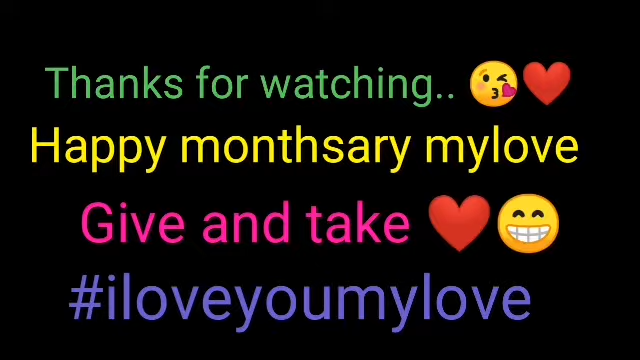 Thanks for watching.. 😘❤️
Happy monthsary mylove
Give and take ❤️😁
#iloveyoumylove